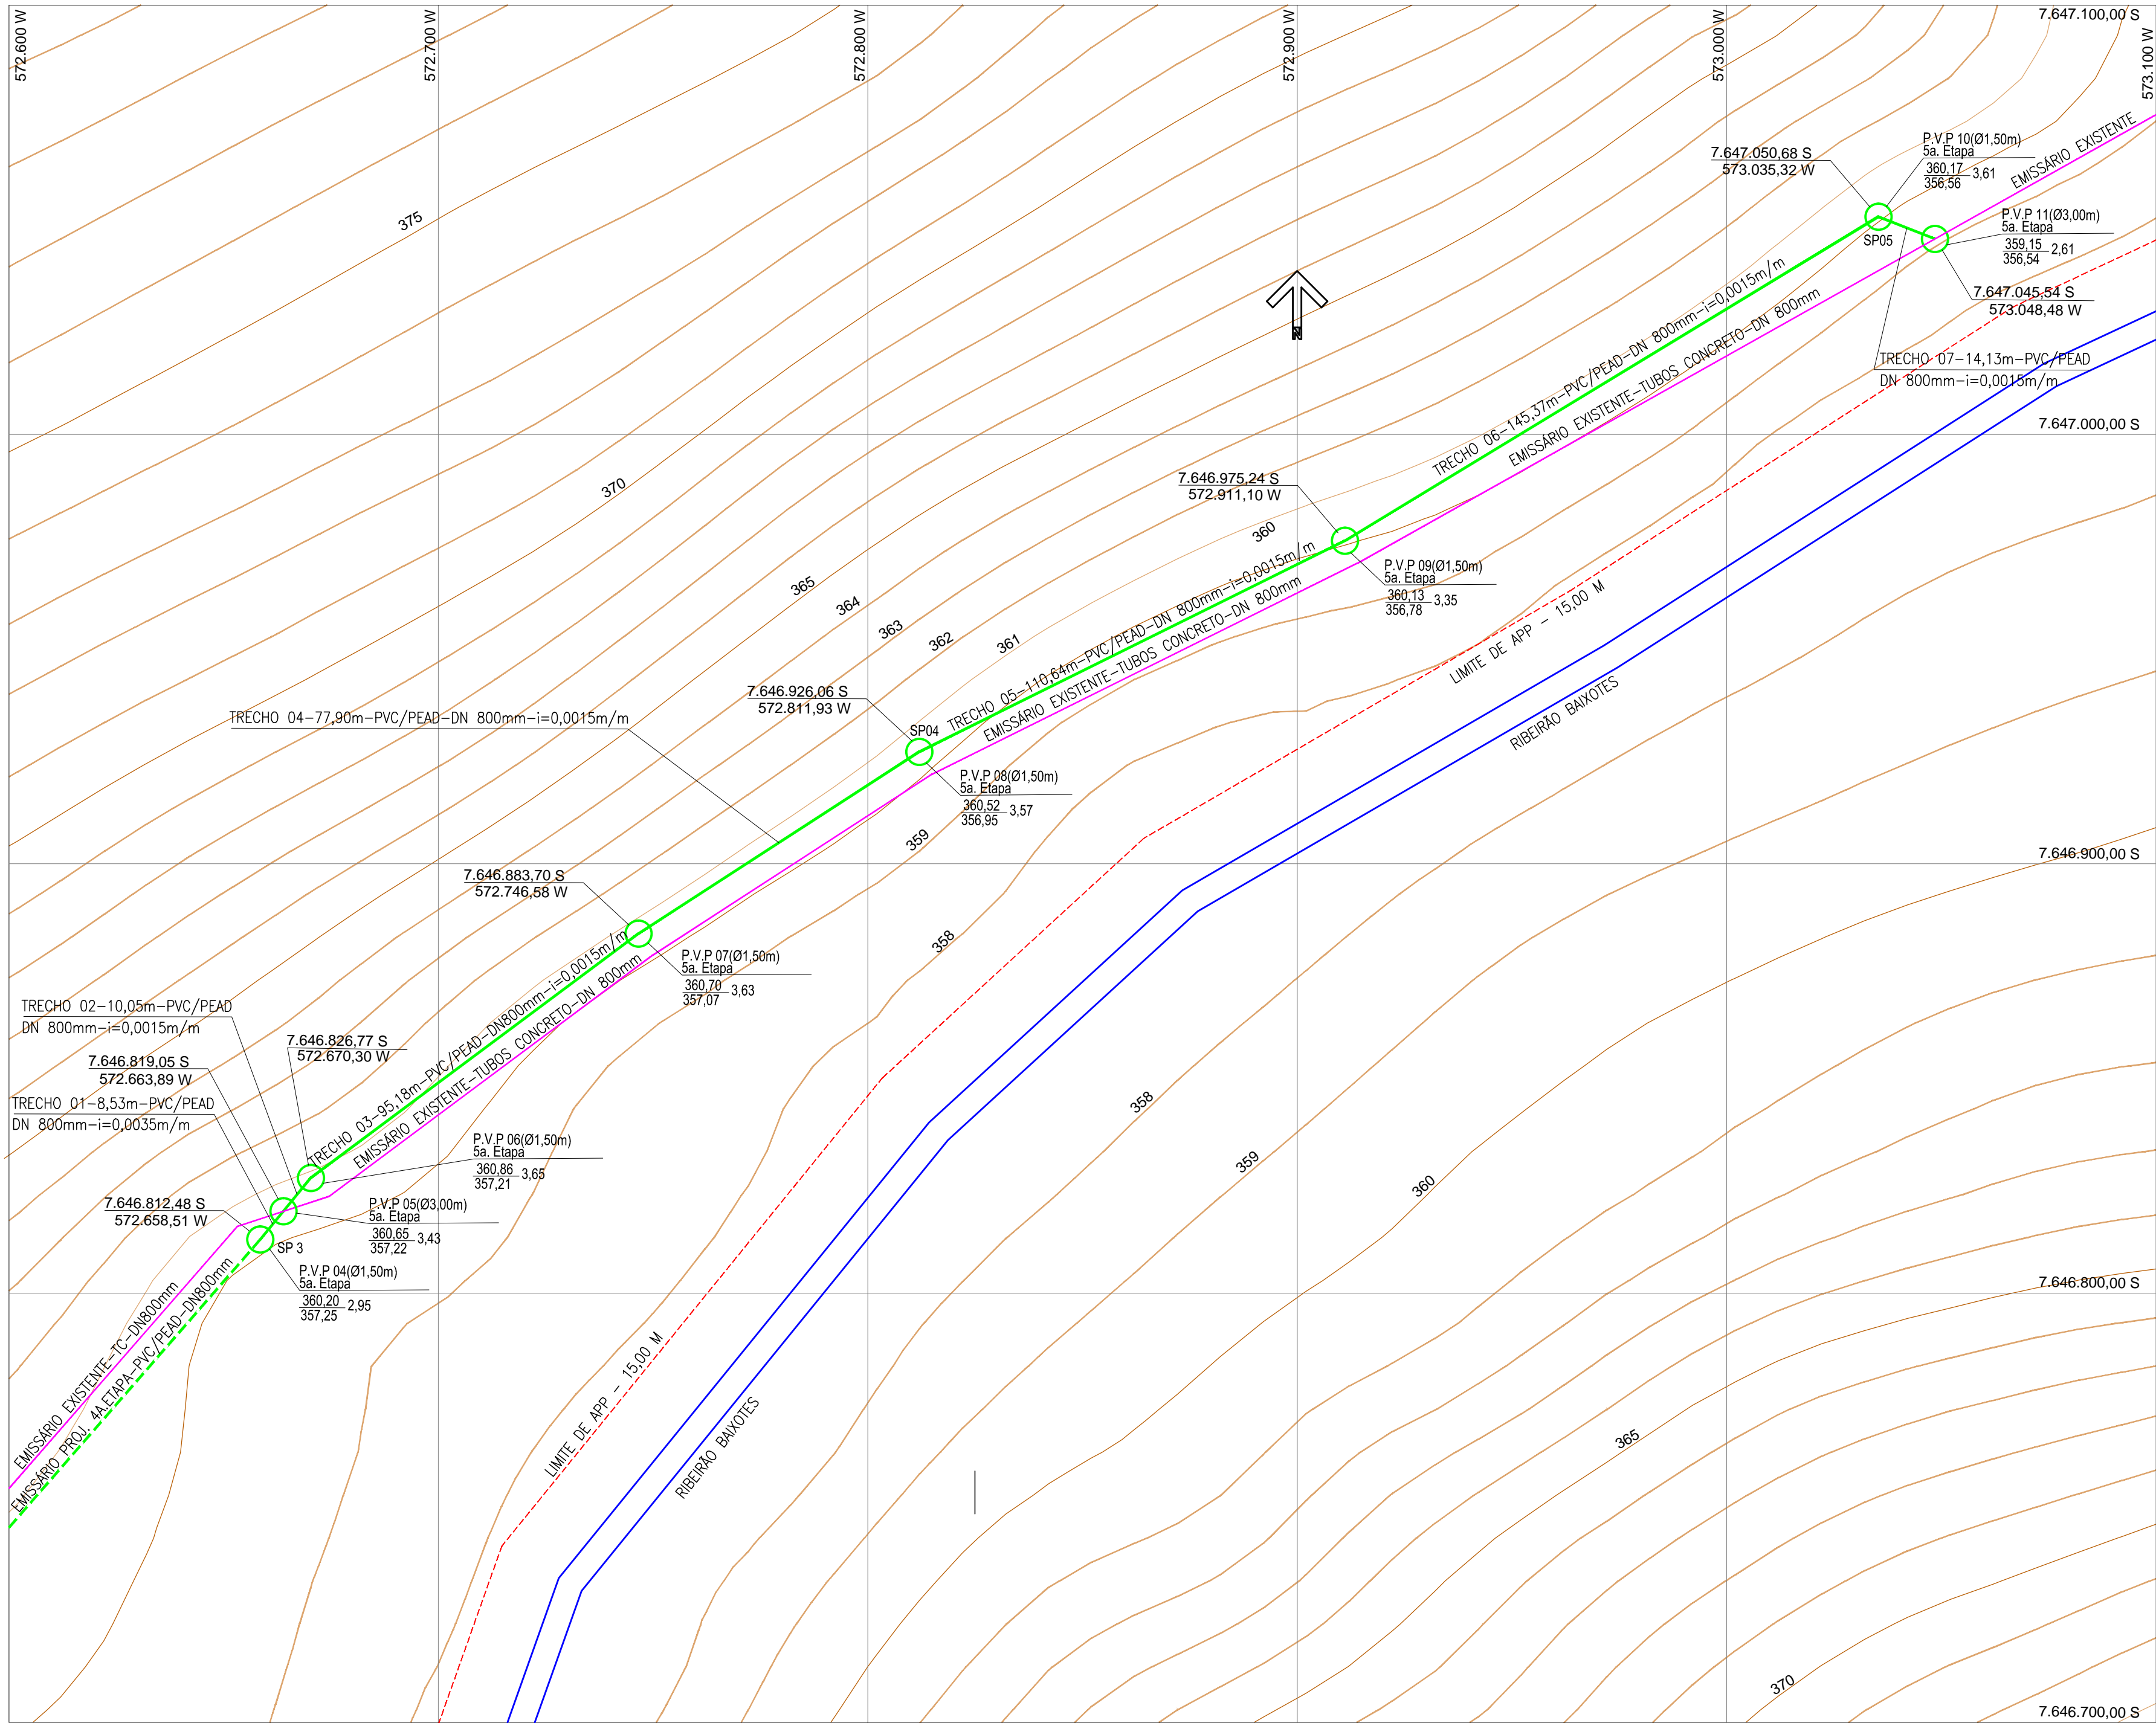 572.600 W
572.700 W
572.800 W
572.900 W
573.000 W
573.100 W
7.647.100,00 S
7.647.050,68 S
573.035,32 W
P.V.P 10(Ø1,50m)
5a. Etapa
360,17
356,56
3,61
EMISSÁRIO EXISTENTE
SP05
P.V.P 11(Ø3,00m)
5a. Etapa
359,15
356,54
2,61
7.647.045,54 S
573.048,48 W
375
N
TRECHO 07-14,13m-PVC/PEAD
DN 800mm-i=0,0015m/m
TRECHO 06-145,37m-PVC/PEAD-DN 800mm-i=0,0015m/m
EMISSÁRIO EXISTENTE-TUBOS CONCRETO-DN 800mm
7.647.000,00 S
370
7.646.975,24 S
572.911,10 W
360
P.V.P 09(Ø1,50m)
5a. Etapa
360,13
356,78
3,35
365
364
363
362
361
TRECHO 05-110,64m-PVC/PEAD-DN 800mm-i=0,0015m/m
EMISSÁRIO EXISTENTE-TUBOS CONCRETO-DN 800mm
LIMITE DE APP - 15,00 M
RIBEIRÃO BAIXOTES
7.646.926,06 S
572.811,93 W
TRECHO 04-77,90m-PVC/PEAD-DN 800mm-i=0,0015m/m
SP04
P.V.P 08(Ø1,50m)
5a. Etapa
360,52
356,95
3,57
359
7.646.900,00 S
7.646.883,70 S
572.746,58 W
358
P.V.P 07(Ø1,50m)
5a. Etapa
360,70
357,07
3,63
TRECHO 02-10,05m-PVC/PEAD
DN 800mm-i=0,0015m/m
7.646.826,77 S
572.670,30 W
7.646.819,05 S
572.663,89 W
TRECHO 01-8,53m-PVC/PEAD
DN 800mm-i=0,0035m/m
TRECHO 03-95,18m-PVC/PEAD-DN800mm-i=0,0015m/m
EMISSÁRIO EXISTENTE-TUBOS CONCRETO-DN 800mm
358
359
360
P.V.P 06(Ø1,50m)
5a. Etapa
360,86
357,21
3,65
7.646.812,48 S
572.658,51 W
P.V.P 05(Ø3,00m)
5a. Etapa
360,65
357,22
3,43
SP 3
P.V.P 04(Ø1,50m)
5a. Etapa
360,20
357,25
2,95
7.646.800,00 S
EMISSÁRIO EXISTENTE-TC-DN800mm
EMISSÁRIO PROJ. 4A.ETAPA-PVC/PEAD-DN800mm
LIMITE DE APP - 15,00 M
RIBEIRÃO BAIXOTES
365
370
7.646.700,00 S